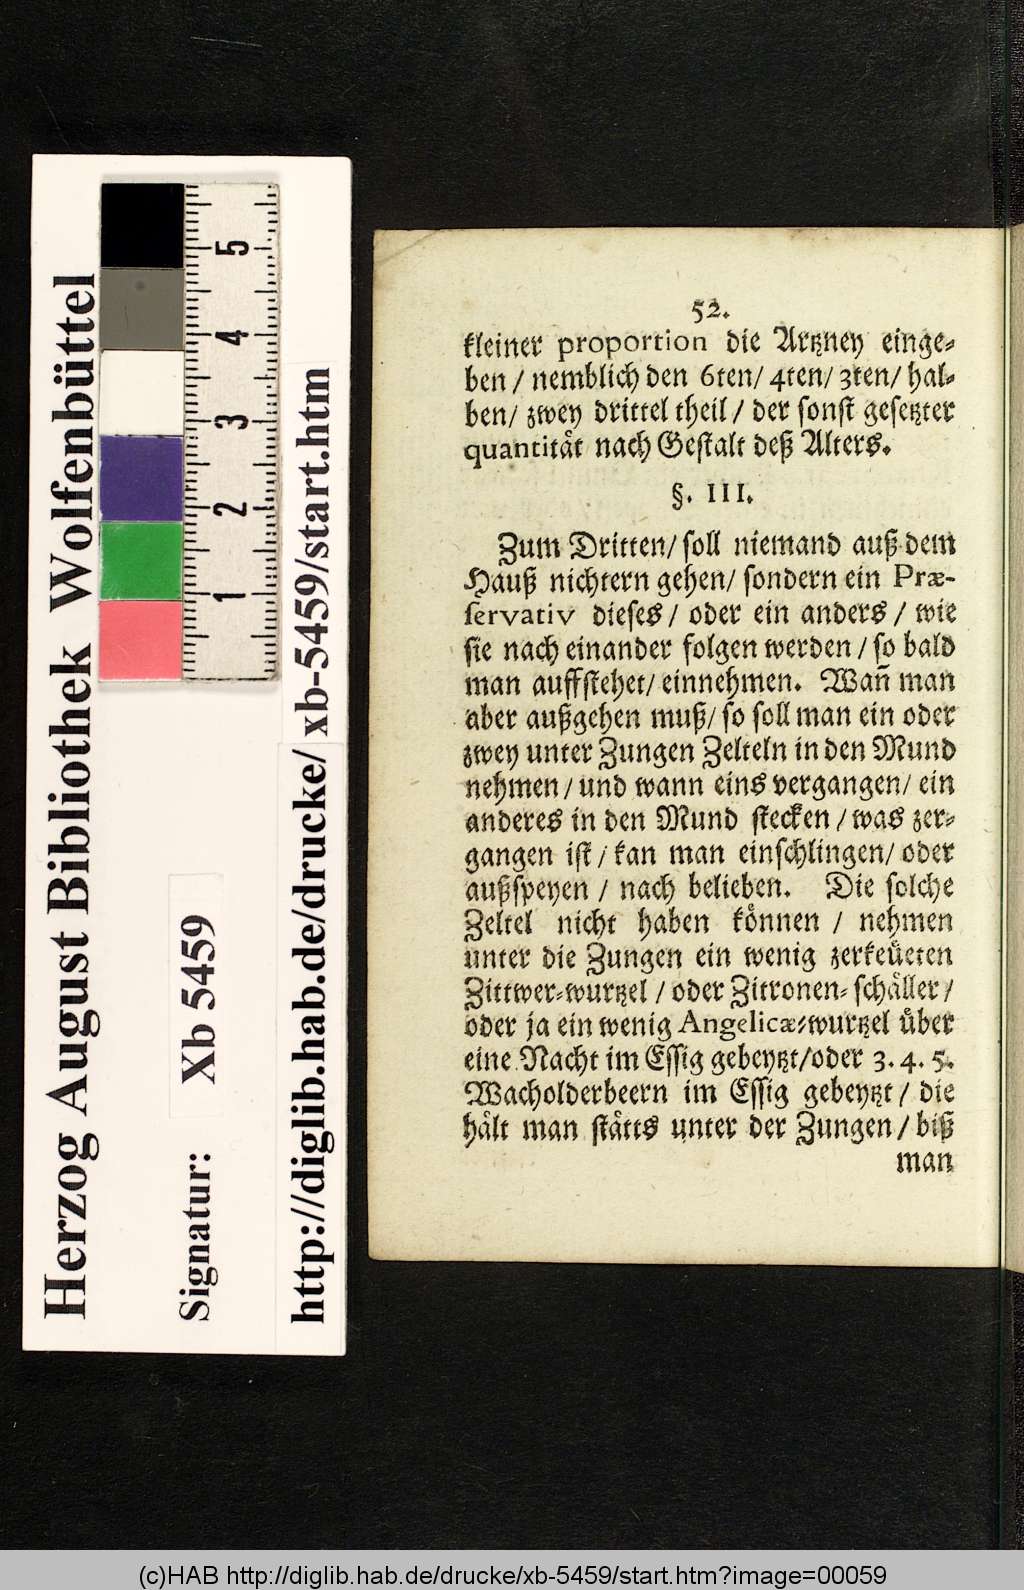 Herzog August Bibliothek Wolfenbüttel
Signatur: Xb 5459
http://diglib.hab.de/drucke/xb-5459/start.htm
5
4
3
2
1
52.
kleiner proportion die Artzney einge-
ben / nemblich den 6ten/ 4ten/ 3ten/ hal-
ben/ zwey drittel theil / der sonst gesetzter
quantität nach Gestalt deß Alters.
§. III.
Zum Dritten/ soll niemand auß dem
Hauß nichtern gehen/ sondern ein Præ-
servativ dieses / oder ein anders / wie
sie nach einander folgen werden / so bald
man auffstehet/ einnehmen. Wañ man
aber außgehen muß/ so soll man ein oder
zwey unter Zungen Zelteln in den Mund
nehmen / und wann eins vergangen/ ein
anderes in den Mund stecken / was zer-
gangen ist / kan man einschlingen/ oder
außspeyen / nach belieben. Die solche
Zeltel nicht haben können / nehmen
unter die Zungen ein wenig zerkeüeten
Zittwer-wurtzel / oder Zitronen-schäller /
oder ja ein wenig Angelicæ-wurtzel über
eine Nacht im Essig gebeytzt/oder 3. 4. 5.
Wacholderbeern im Essig gebeytzt / die
hält man stätts unter der Zungen / biß
man
(c)HAB http://diglib.hab.de/drucke/xb-5459/start.htm?image=00059